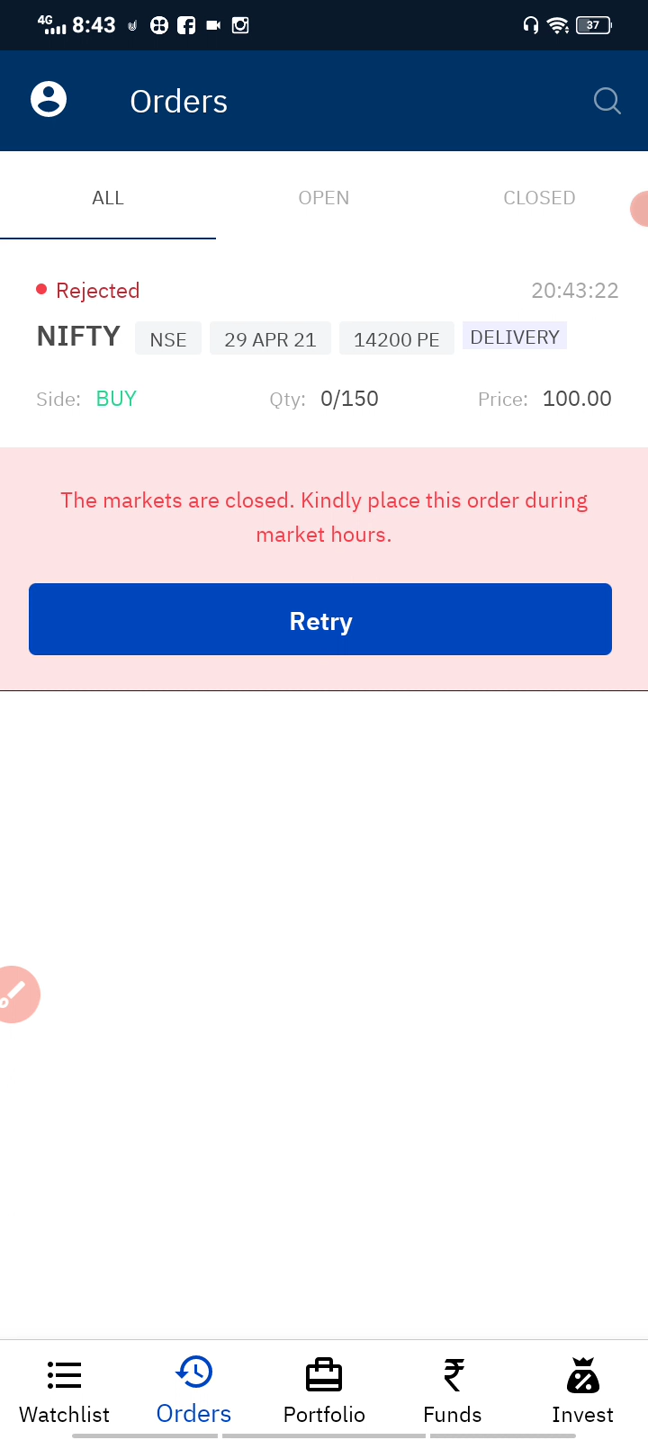 4G 8:43 37
Orders
ALL OPEN CLOSED
Rejected 20:43:22
NIFTY NSE 29 APR 21 14200 PE DELIVERY
Side: BUY Qty: 0/150 Price: 100.00
The markets are closed. Kindly place this order during
market hours.
Retry
Watchlist Orders Portfolio Funds Invest